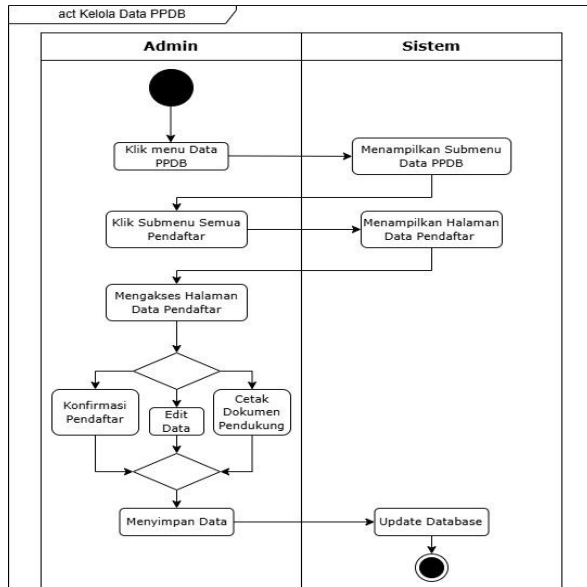 act Kelola Data PPDB
Admin
Sistem
Klik menu Data
PPDB
Menampilkan Submenu
Data PPDB
Klik Submenu Semua
Pendaftar
Menampilkan Halaman
Data Pendaftar
Mengakses Halaman
Data Pendaftar
Konfirmasi
Pendaftar
Edit
Data
Cetak
Dokumen
Pendukung
Menyimpan Data
Update Database